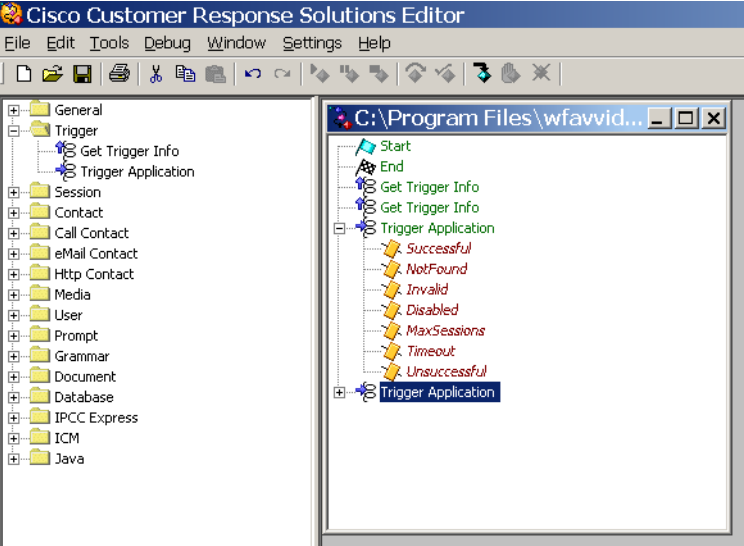 Cisco Customer Response Solutions Editor
File Edit Tools Debug Window Settings Help
General
Trigger
Get Trigger Info
Trigger Application
Session
Contact
Call Contact
eMail Contact
Http Contact
Media
User
Prompt
Grammar
Document
Database
IPCC Express
ICM
Java
C:\Program Files\wfavvid...
Start
End
Get Trigger Info
Get Trigger Info
Trigger Application
Successful
NotFound
Invalid
Disabled
MaxSessions
Timeout
Unsuccessful
Trigger Application